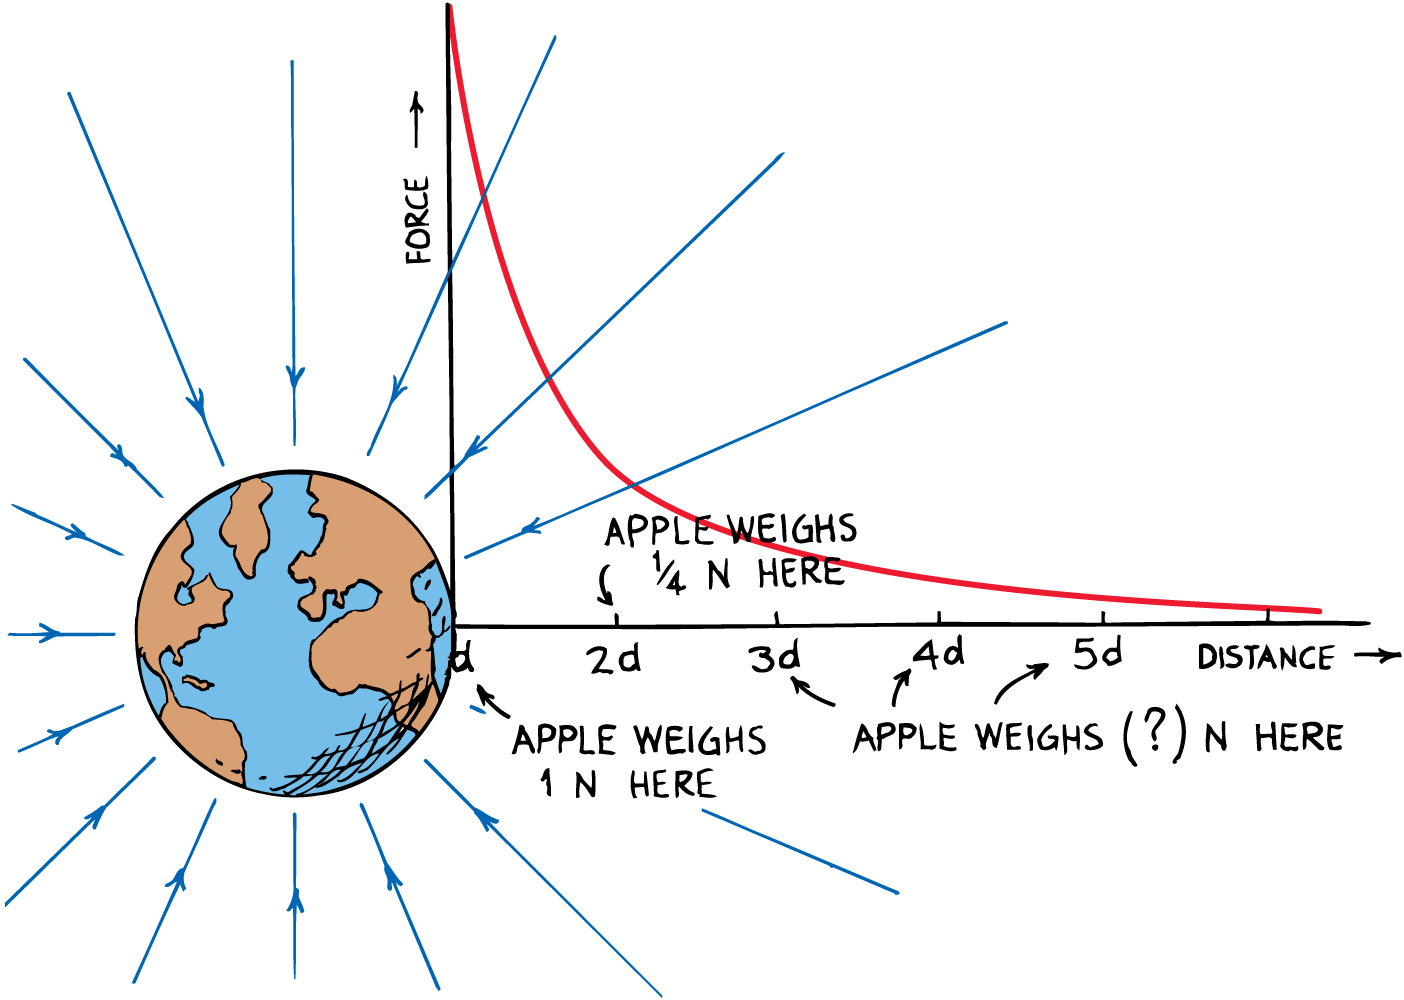 FORCE →
APPLE WEIGHS
1/4 N HERE
d 2d 3d 4d 5d DISTANCE →
APPLE WEIGHS
1 N HERE
APPLE WEIGHS (?) N HERE